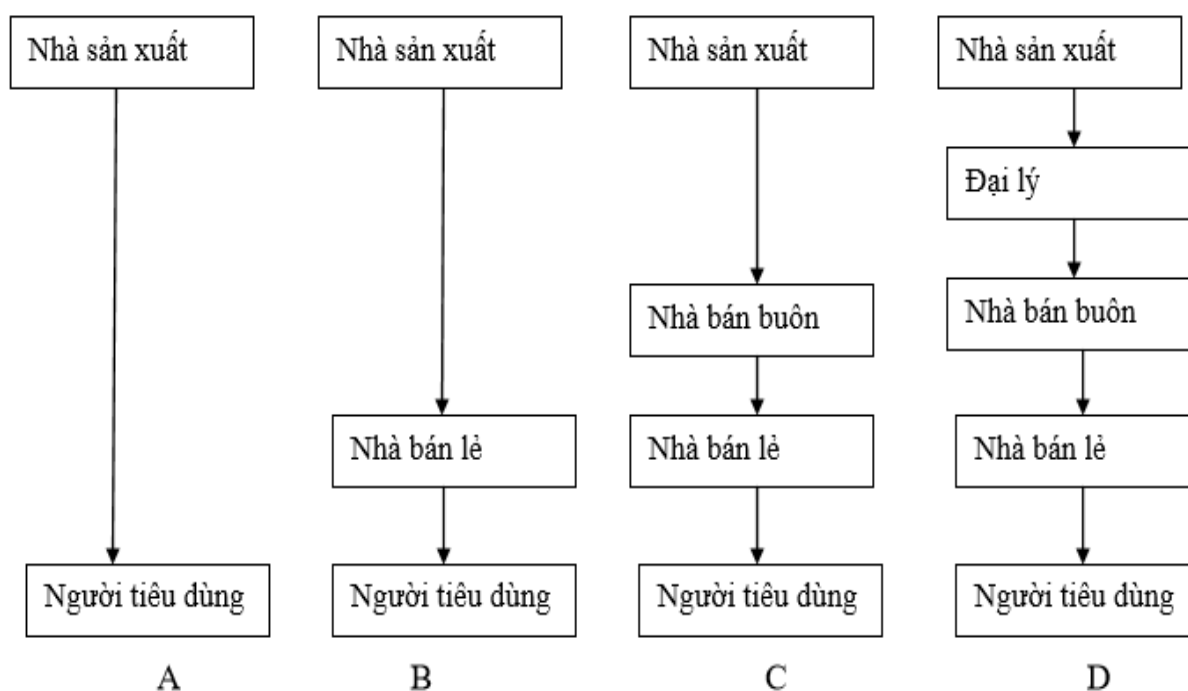 Nhà sản xuất
Nhà sản xuất
Nhà sản xuất
Nhà sản xuất
Đại lý
Nhà bán buôn
Nhà bán buôn
Nhà bán lẻ
Nhà bán lẻ
Nhà bán lẻ
Người tiêu dùng
Người tiêu dùng
Người tiêu dùng
Người tiêu dùng
A
B
C
D